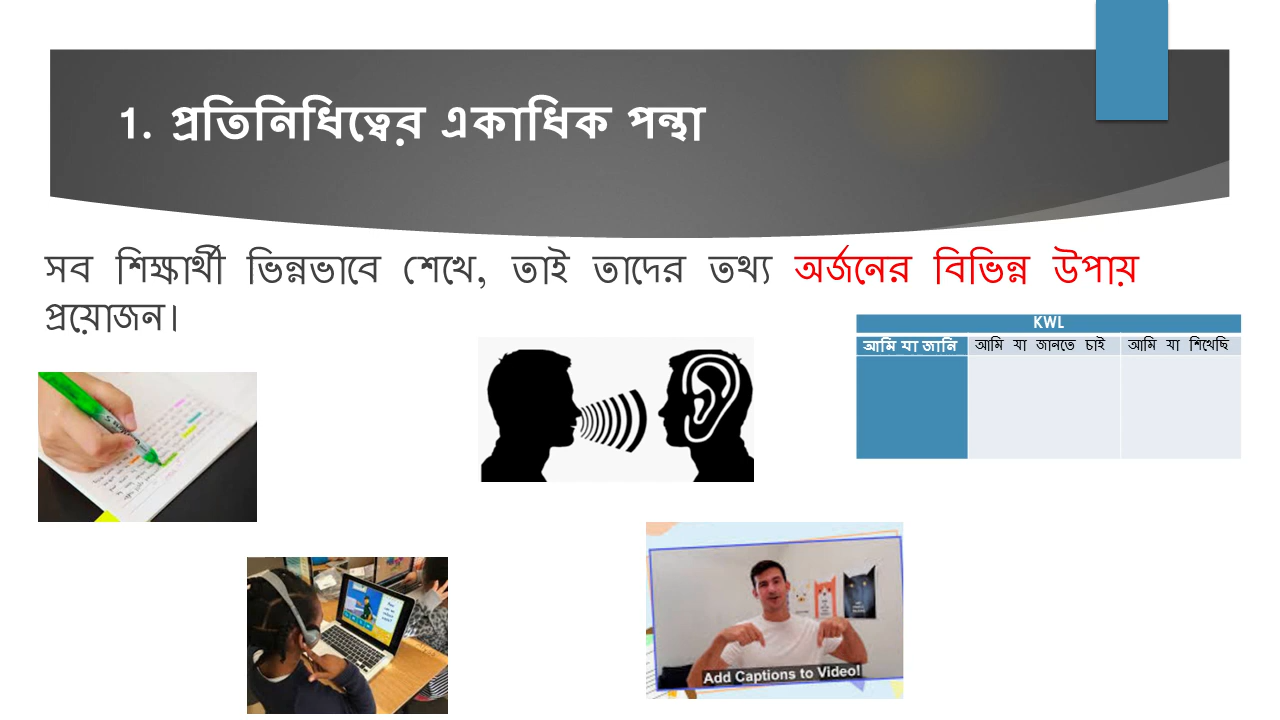 1. প্রতিনিধিত্বের একাধিক পন্থা
সব শিক্ষার্থী ভিন্নভাবে শেখে, তাই তাদের তথ্য অর্জনের বিভিন্ন উপায়
প্রয়োজন।
KWL
আমি যা জানি আমি যা জানতে চাই আমি যা শিখেছি
Add Captions to Video!